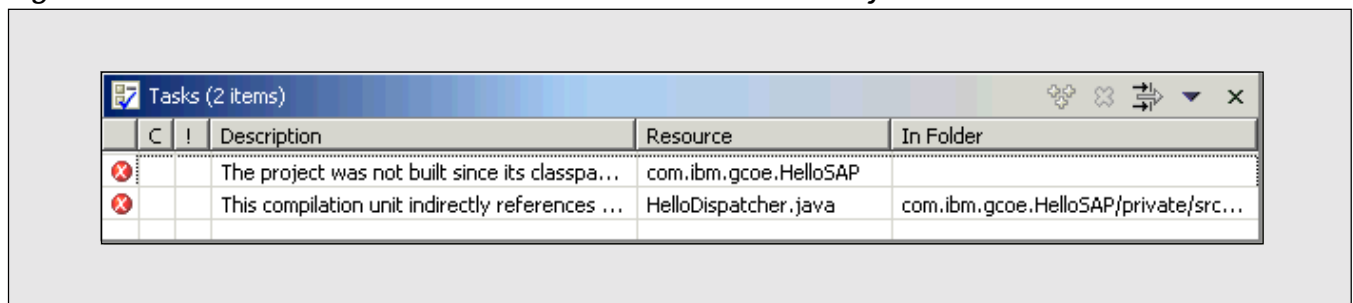 Tasks (2 items)
C ! Description Resource In Folder
The project was not built since its classpa... com.ibm.gcoe.HelloSAP
This compilation unit indirectly references ... HelloDispatcher.java com.ibm.gcoe.HelloSAP/private/src...